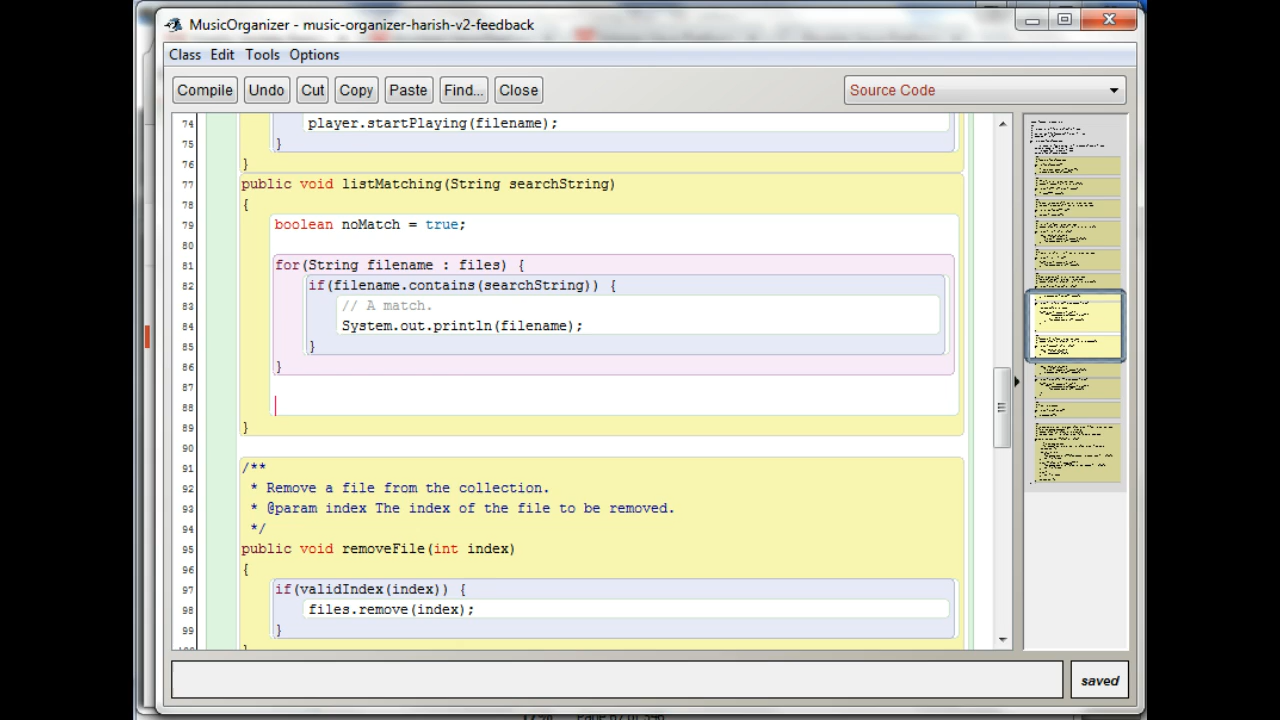 MusicOrganizer - music-organizer-harish-v2-feedback
Class Edit Tools Options
Compile Undo Cut Copy Paste Find... Close Source Code
74 player.startPlaying(filename);
75 }
76 }
77 public void listMatching(String searchString)
78 {
79 boolean noMatch = true;
80
81 for(String filename : files) {
82 if(filename.contains(searchString)) {
83 // A match.
84 System.out.println(filename);
85 }
86 }
87
88
89 }
90
91 /**
92 * Remove a file from the collection.
93 * @param index The index of the file to be removed.
94 */
95 public void removeFile(int index)
96 {
97 if(validIndex(index)) {
98 files.remove(index);
99 }
saved